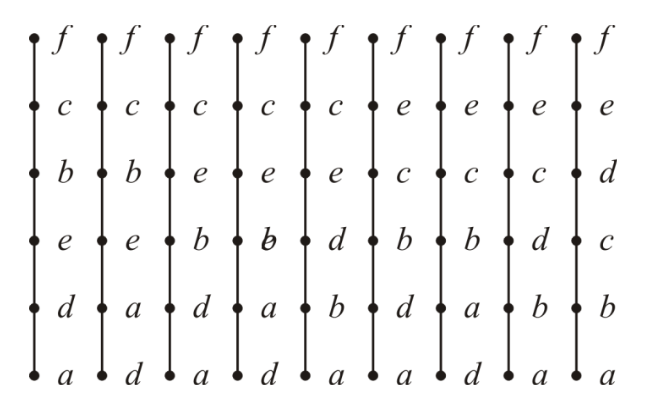 f f f f f f f f f
c c c c c e e e e
b b e e e c c c d
e e b b d b b d c
d a d a b d a b b
a d a d a a d a a